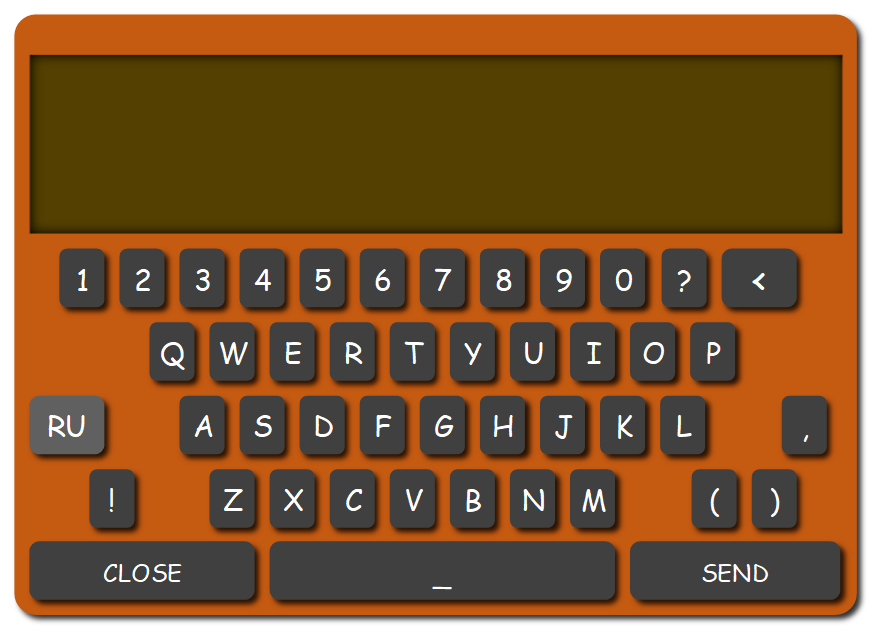 1 2 3 4 5 6 7 8 9 0 ? <
Q W E R T Y U I O P
RU A S D F G H J K L ,
! Z X C V B N M ( )
CLOSE _ SEND